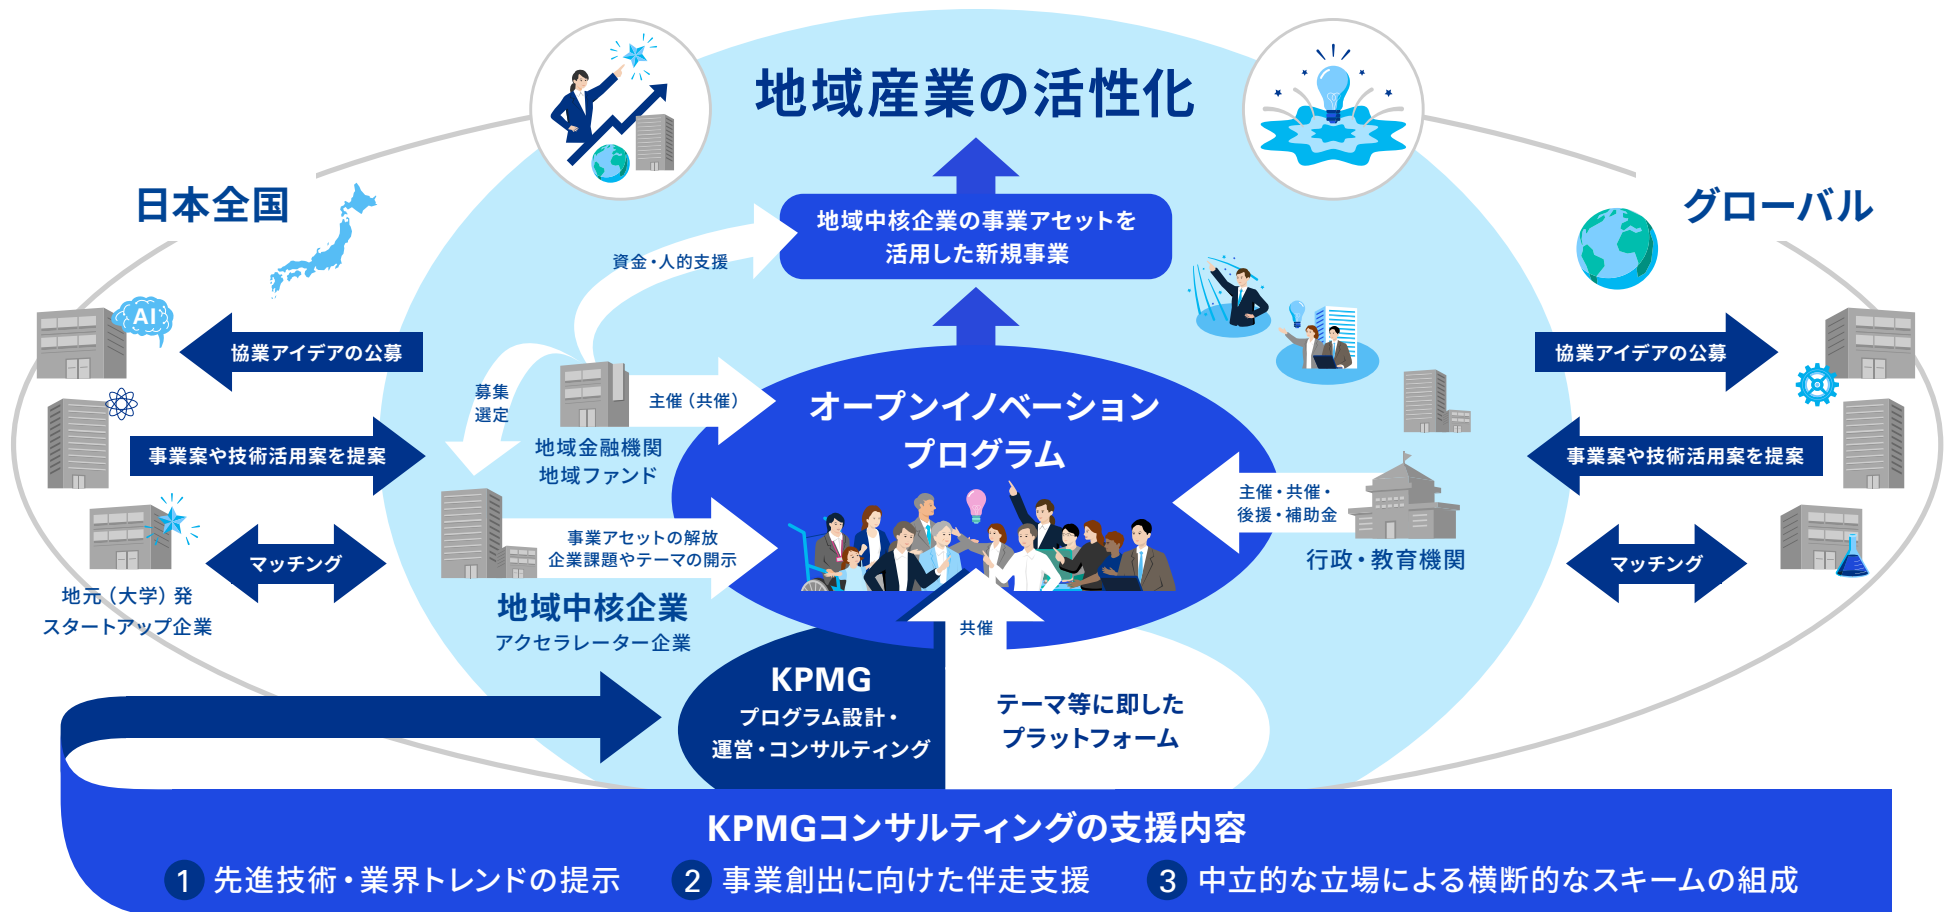 地域産業の活性化
日本全国
グローバル
地域中核企業の事業アセットを
活用した新規事業
資金・人的支援
AI
協業アイデアの公募
協業アイデアの公募
募集
選定
主催（共催）
オープンイノベーション
プログラム
地域金融機関
地域ファンド
事業案や技術活用案を提案
事業案や技術活用案を提案
主催・共催・
後援・補助金
事業アセットの解放
企業課題やテーマの開示
行政・教育機関
マッチング
マッチング
地元（大学）発
スタートアップ企業
地域中核企業
アクセラレーター企業
共催
KPMG
プログラム設計・
運営・コンサルティング
テーマ等に即した
プラットフォーム
KPMGコンサルティングの支援内容
1 先進技術・業界トレンドの提示
2 事業創出に向けた伴走支援
3 中立的な立場による横断的なスキームの組成